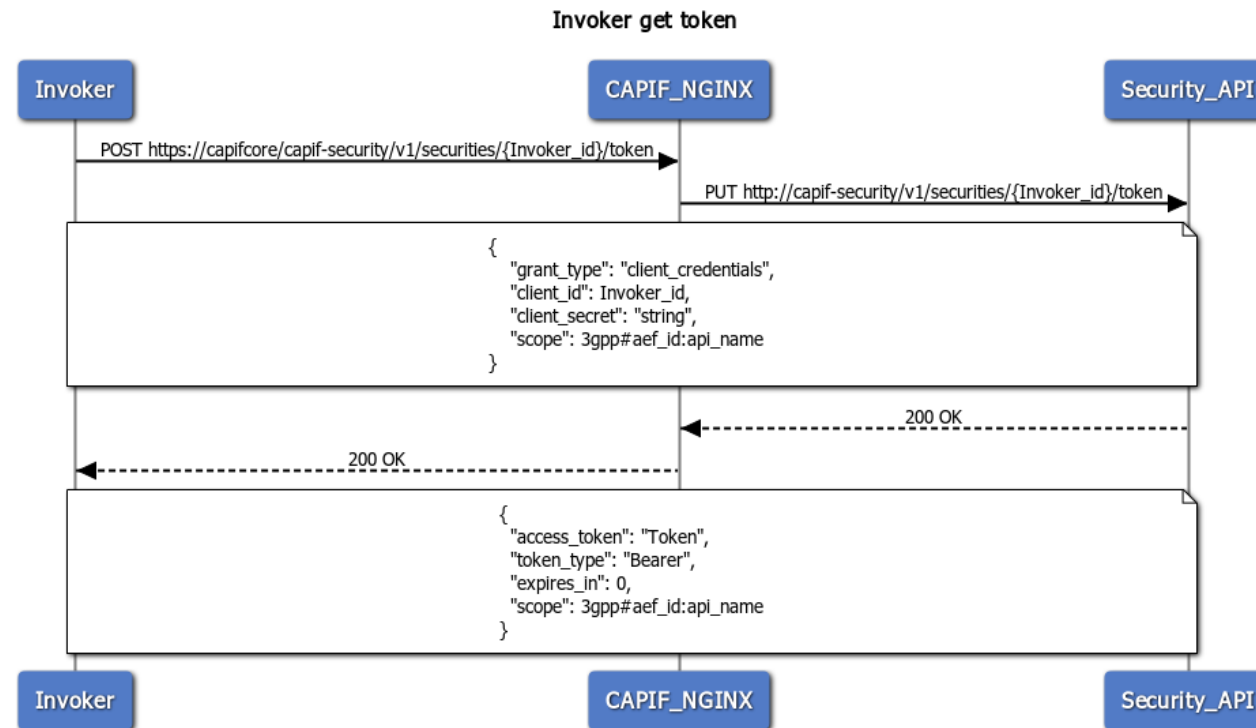 Invoker get token
Invoker
CAPIF_NGINX
Security_API
POST https://capifcore/capif-security/v1/securities/{Invoker_id}/token
PUT http://capif-security/v1/securities/{Invoker_id}/token
{
"grant_type": "client_credentials",
"client_id": Invoker_id,
"client_secret": "string",
"scope": 3gpp#aef_id:api_name
}
200 OK
200 OK
{
"access_token": "Token",
"token_type": "Bearer",
"expires_in": 0,
"scope": 3gpp#aef_id:api_name
}
Invoker
CAPIF_NGINX
Security_API